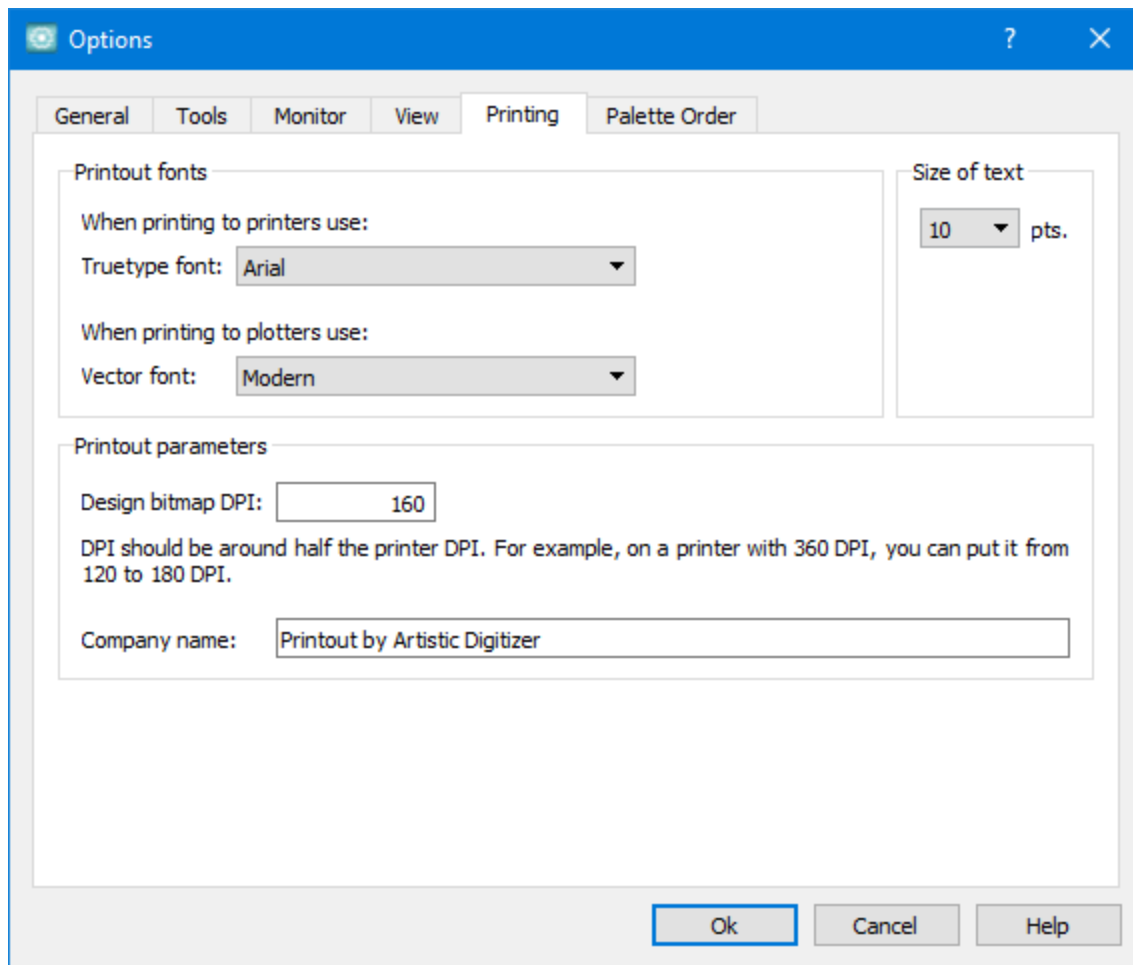 Options
?
General Tools Monitor View Printing Palette Order
Printout fonts
When printing to printers use:
Truetype font: Arial
When printing to plotters use:
Vector font: Modern
Size of text
10 pts.
Printout parameters
Design bitmap DPI: 160
DPI should be around half the printer DPI. For example, on a printer with 360 DPI, you can put it from
120 to 180 DPI.
Company name: Printout by Artistic Digitizer
Ok Cancel Help